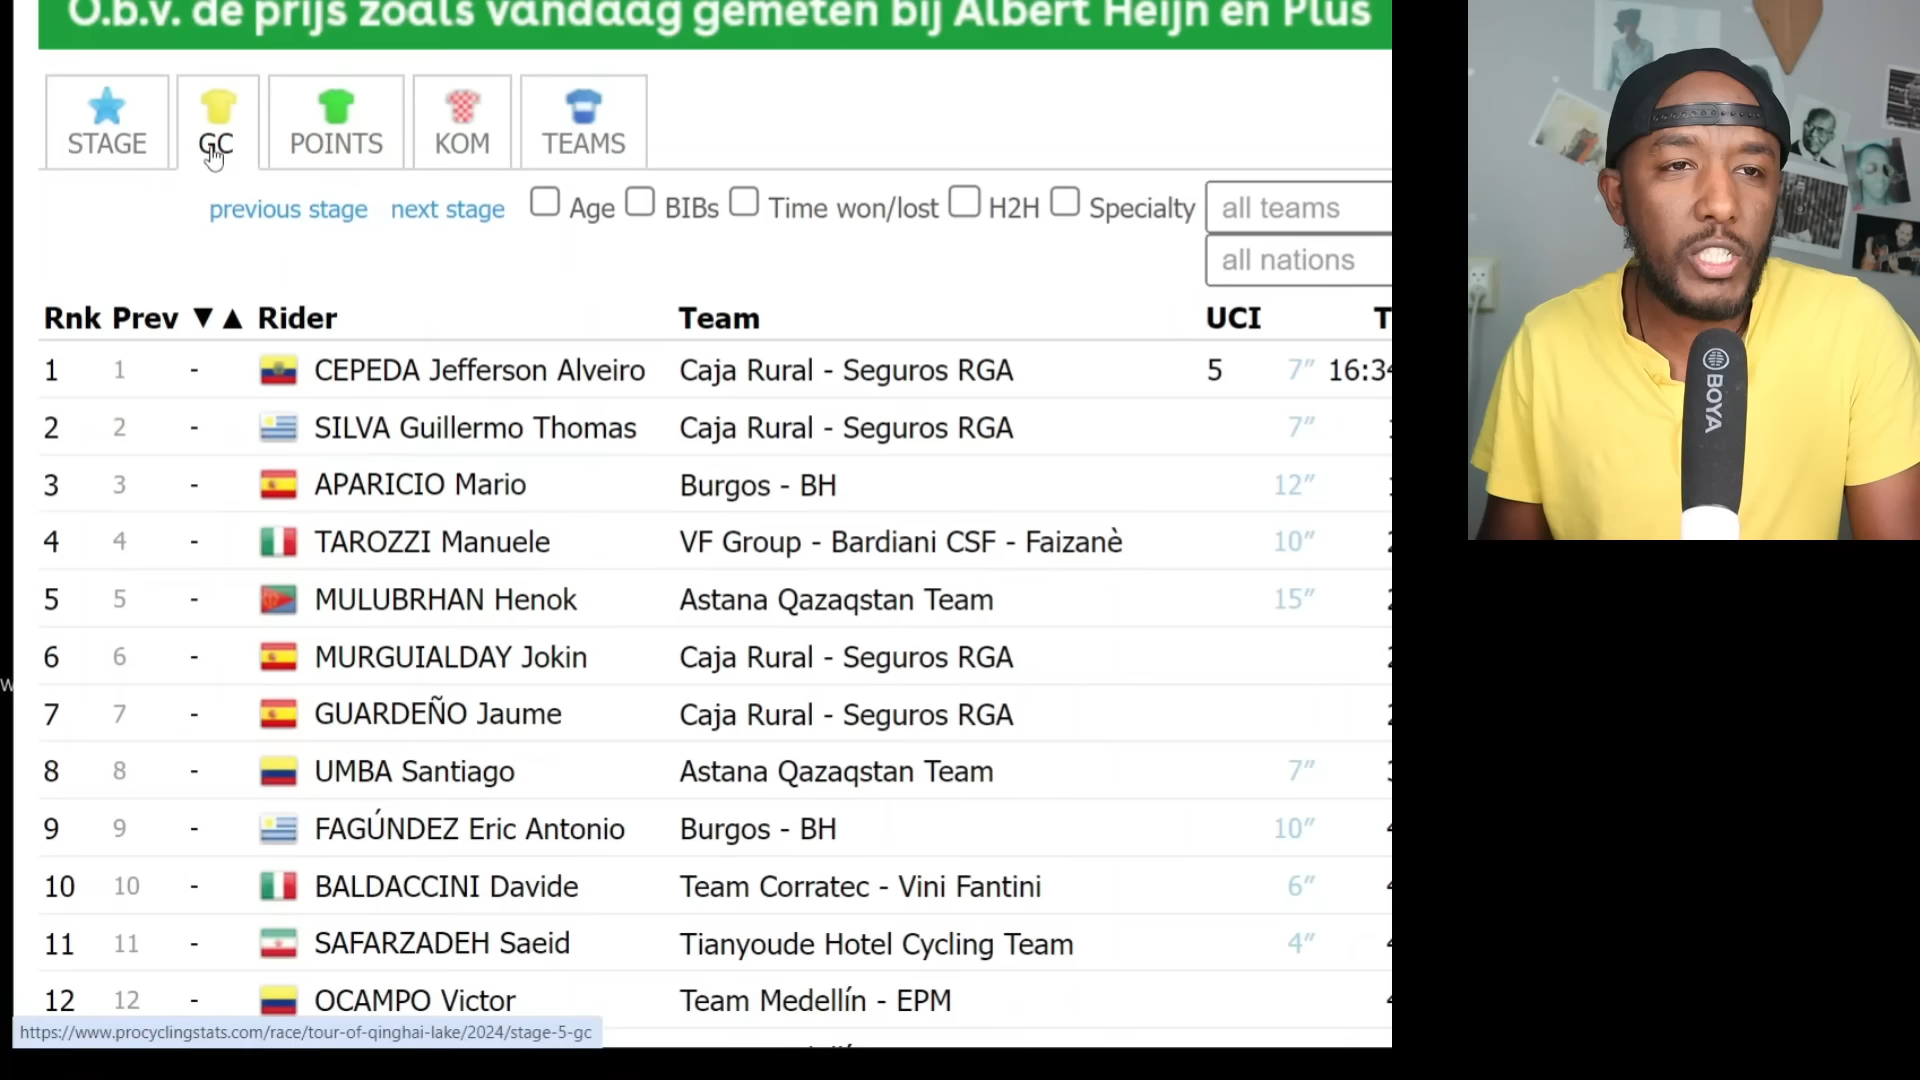 O.b.v. de prijs zoals vandaag gemeten bij Albert Heijn en Plus
STAGE GC POINTS KOM TEAMS
previous stage next stage Age BIBs Time won/lost H2H Specialty all teams
all nations
Rnk Prev ▼▲ Rider Team UCI T
1 1 - CEPEDA Jefferson Alveiro Caja Rural - Seguros RGA 5 7″ 16:34
2 2 - SILVA Guillermo Thomas Caja Rural - Seguros RGA 7″
3 3 - APARICIO Mario Burgos - BH 12″
4 4 - TAROZZI Manuele VF Group - Bardiani CSF - Faizanè 10″
5 5 - MULUBRHAN Henok Astana Qazaqstan Team 15″
6 6 - MURGUIALDAY Jokin Caja Rural - Seguros RGA
7 7 - GUARDEÑO Jaume Caja Rural - Seguros RGA
8 8 - UMBA Santiago Astana Qazaqstan Team 7″
9 9 - FAGÚNDEZ Eric Antonio Burgos - BH 10″
10 10 - BALDACCINI Davide Team Corratec - Vini Fantini 6″
11 11 - SAFARZADEH Saeid Tianyoude Hotel Cycling Team 4″
12 12 - OCAMPO Victor Team Medellín - EPM
https://www.procyclingstats.com/race/tour-of-qinghai-lake/2024/stage-5-gc
BOYA